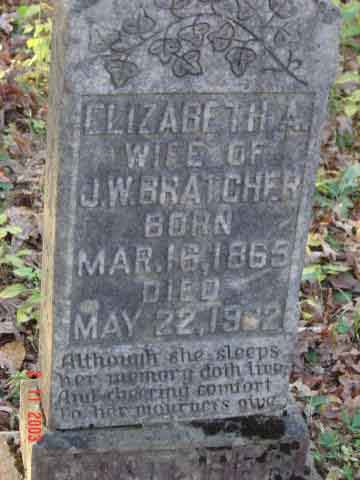 ELIZABETH A.
WIFE OF
J.W. BRATCHER
BORN
MAR. 16, 1865
DIED
MAY 22,
Although she sleeps
her memory doth live,
And cheering comfort
to her mourners give.
11 2003